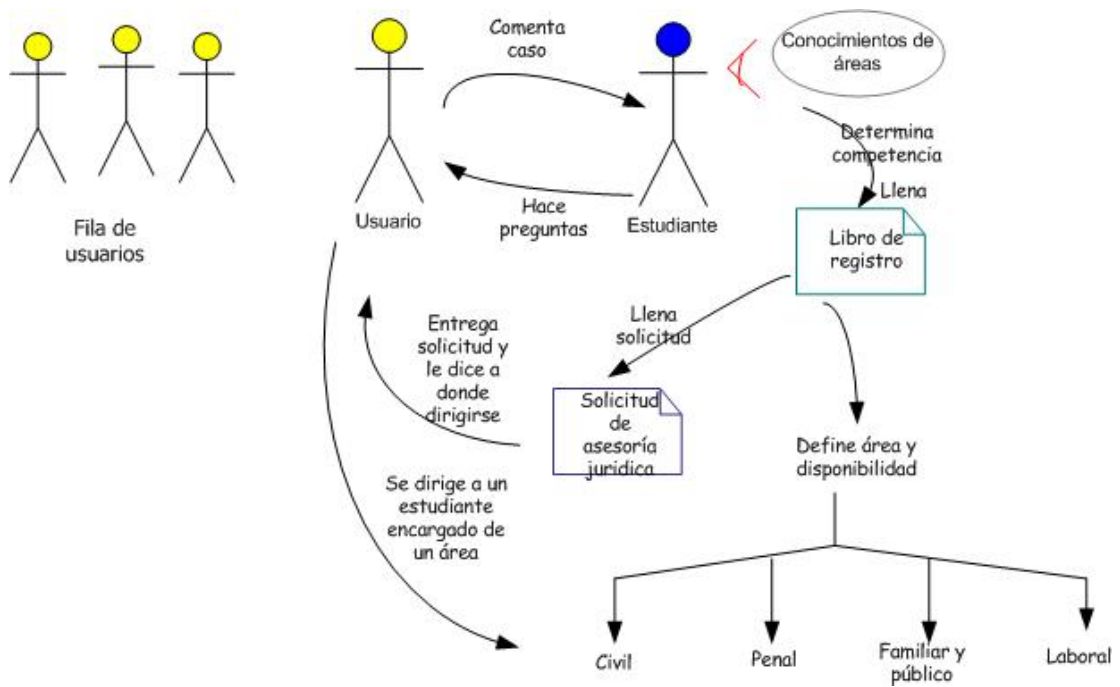 Comenta
caso
Conocimientos de
áreas
Determina
competencia
Llena
Hace
preguntas
Usuario
Estudiante
Fila de
usuarios
Libro de
registro
Llena
solicitud
Entrega
solicitud y
le dice a
donde
dirigirse
Solicitud
de
asesoría
juridica
Define área y
disponibilidad
Se dirige a un
estudiante
encargado de
un área
Civil
Penal
Familiar y
público
Laboral